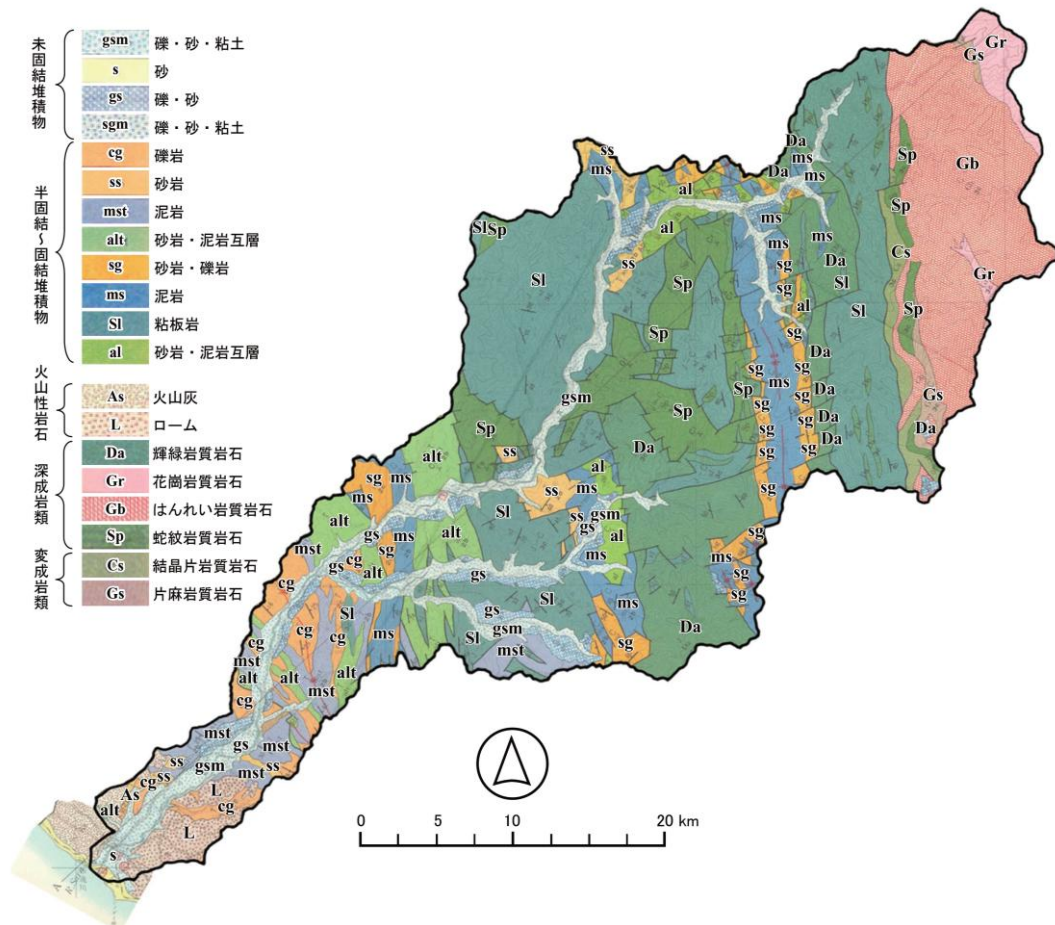 未固結堆積物
gsm 礫・砂・粘土
s 砂
gs 礫・砂
sgm 礫・砂・粘土
半固結~固結堆積物
cg 礫岩
ss 砂岩
mst 泥岩
alt 砂岩・泥岩互層
sg 砂岩・礫岩
ms 泥岩
Sl 粘板岩
al 砂岩・泥岩互層
火山性岩石
As 火山灰
L ローム
深成岩類
Da 輝緑岩質岩石
Gr 花崗岩質岩石
Gb はんれい岩質岩石
Sp 蛇紋岩質岩石
変成岩類
Cs 結晶片岩質岩石
Gs 片麻岩質岩石
Gr
Gs
Da
ss
ms
ms
Sp
Gb
ms
al
Da
Sl Sp
al
ms
Sp
ms
ms
Cs
ss
Sp
sg
Da
Sl
Sl
sg
Sl
Gr
al
Sp
Sp
sg
Da
sg
ms
sg
gsm
Sp
sg
Da
Gs
Sp
Sp
sg
Da
sg
Da
alt
ss
Da
sg
sg
Da
sg
ms
al
ms
ss
ms
sg
alt
Sl
gsm
ss
gs
alt
gs
ms
gs
al
sg
mst
cg
sg
ms
ms
sg
cg
gs
alt
gs
sg
Sl
Sl
gs
ms
cg
cg
cg
ms
gsm
Da
Sl
mst
sg
mst
alt
alt
alt
mst
cg
mst
gs
mst
ss
gsm
mst
ss
ss
cg
As
L
cg
alt
L
s
0 5 10 20 km
A